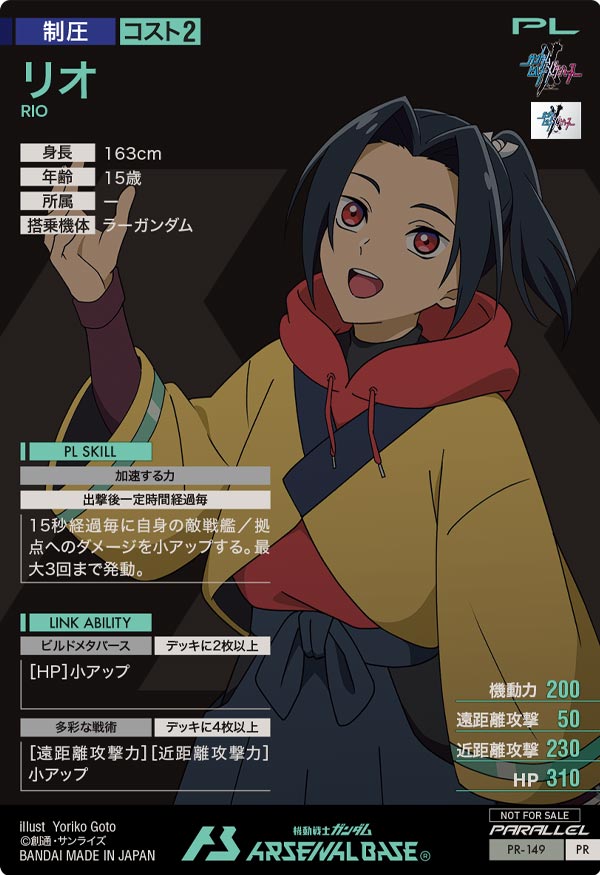 制圧 コスト2 PL
リオ
RIO
身長 163cm
年齢 15歳
所属 ―
搭乗機体 ラーガンダム
PL SKILL
加速する力
出撃後一定時間経過毎
15秒経過毎に自身の敵戦艦／拠
点へのダメージを小アップする。最
大3回まで発動。
LINK ABILITY
ビルドメタバース デッキに2枚以上
[HP]小アップ
多彩な戦術 デッキに4枚以上
[遠距離攻撃力][近距離攻撃力]
小アップ
機動力 200
遠距離攻撃 50
近距離攻撃 230
HP 310
illust Yoriko Goto
©創通・サンライズ
BANDAI MADE IN JAPAN
機動戦士ガンダム
ARSENAL BASE®
NOT FOR SALE
PARALLEL
PR-149 PR